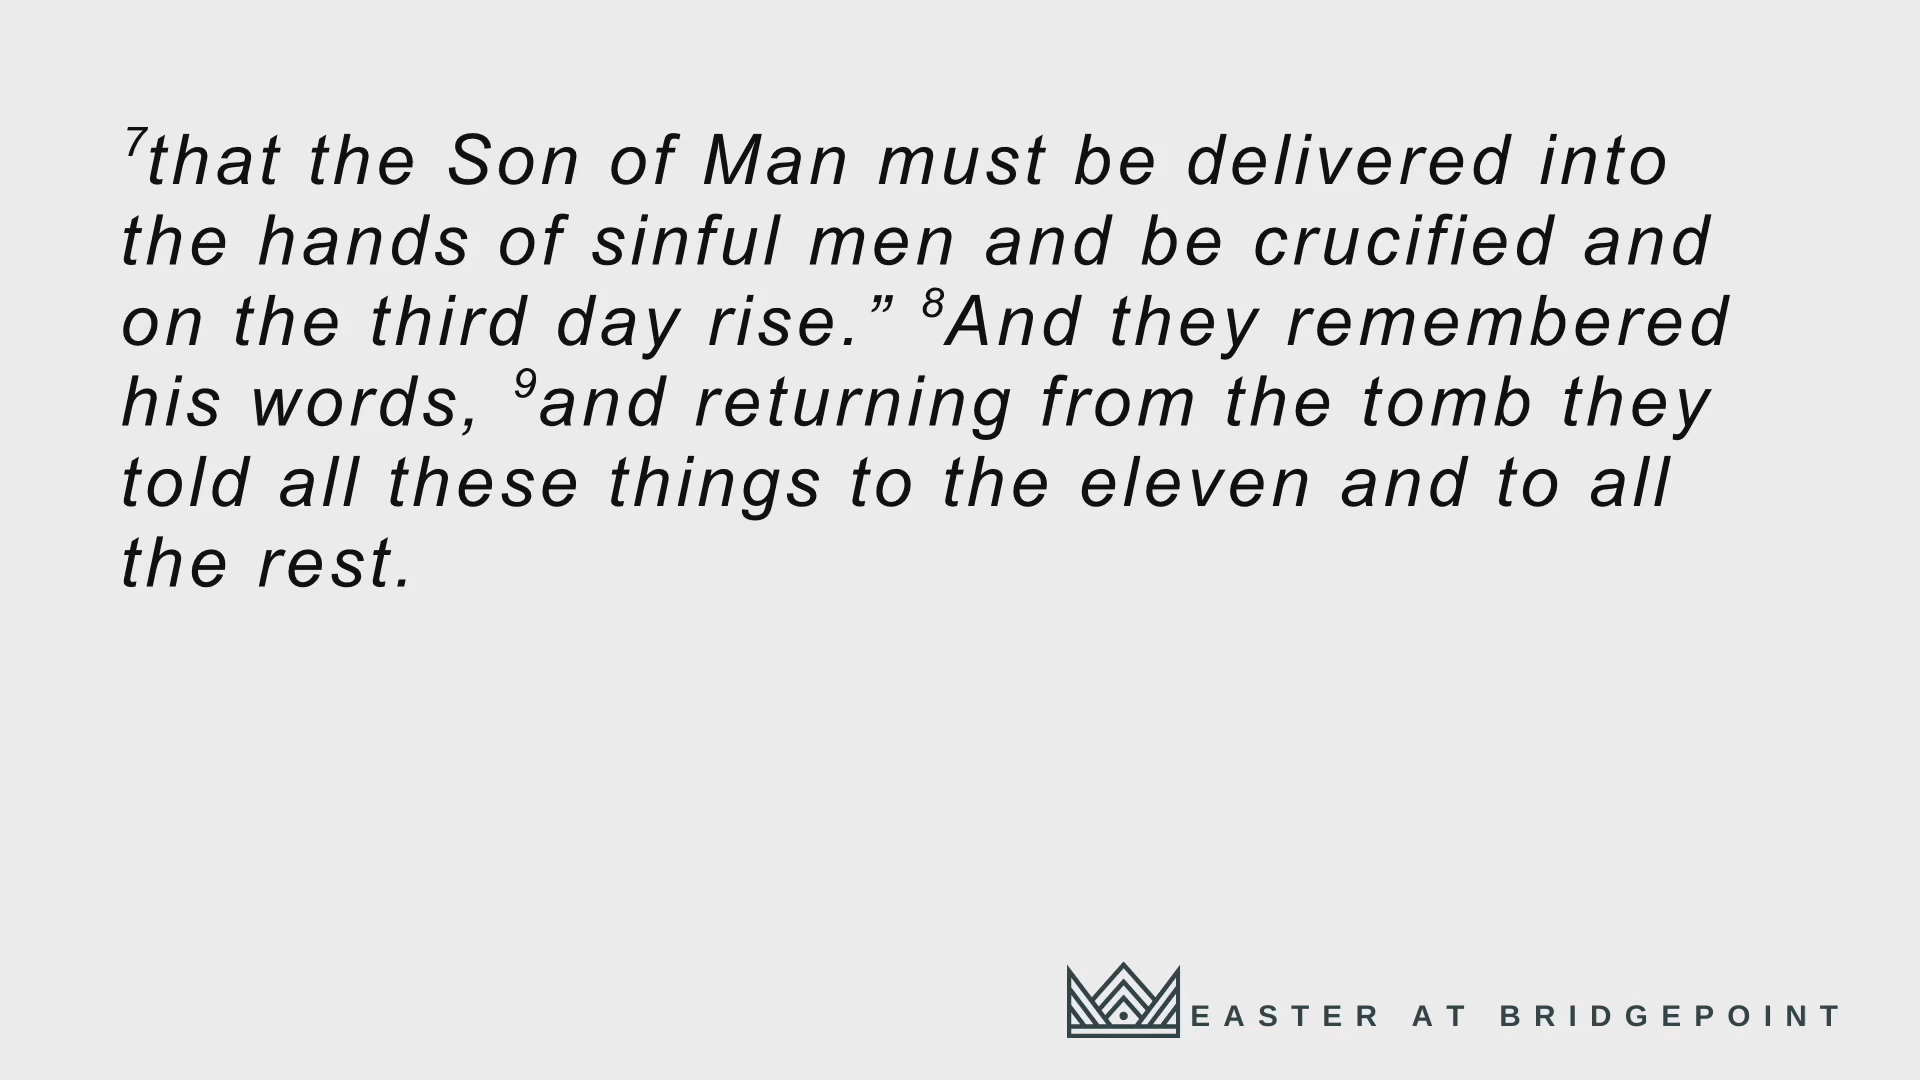 ⁷that the Son of Man must be delivered into
the hands of sinful men and be crucified and
on the third day rise.” ⁸And they remembered
his words, ⁹and returning from the tomb they
told all these things to the eleven and to all
the rest.
EASTER AT BRIDGEPOINT